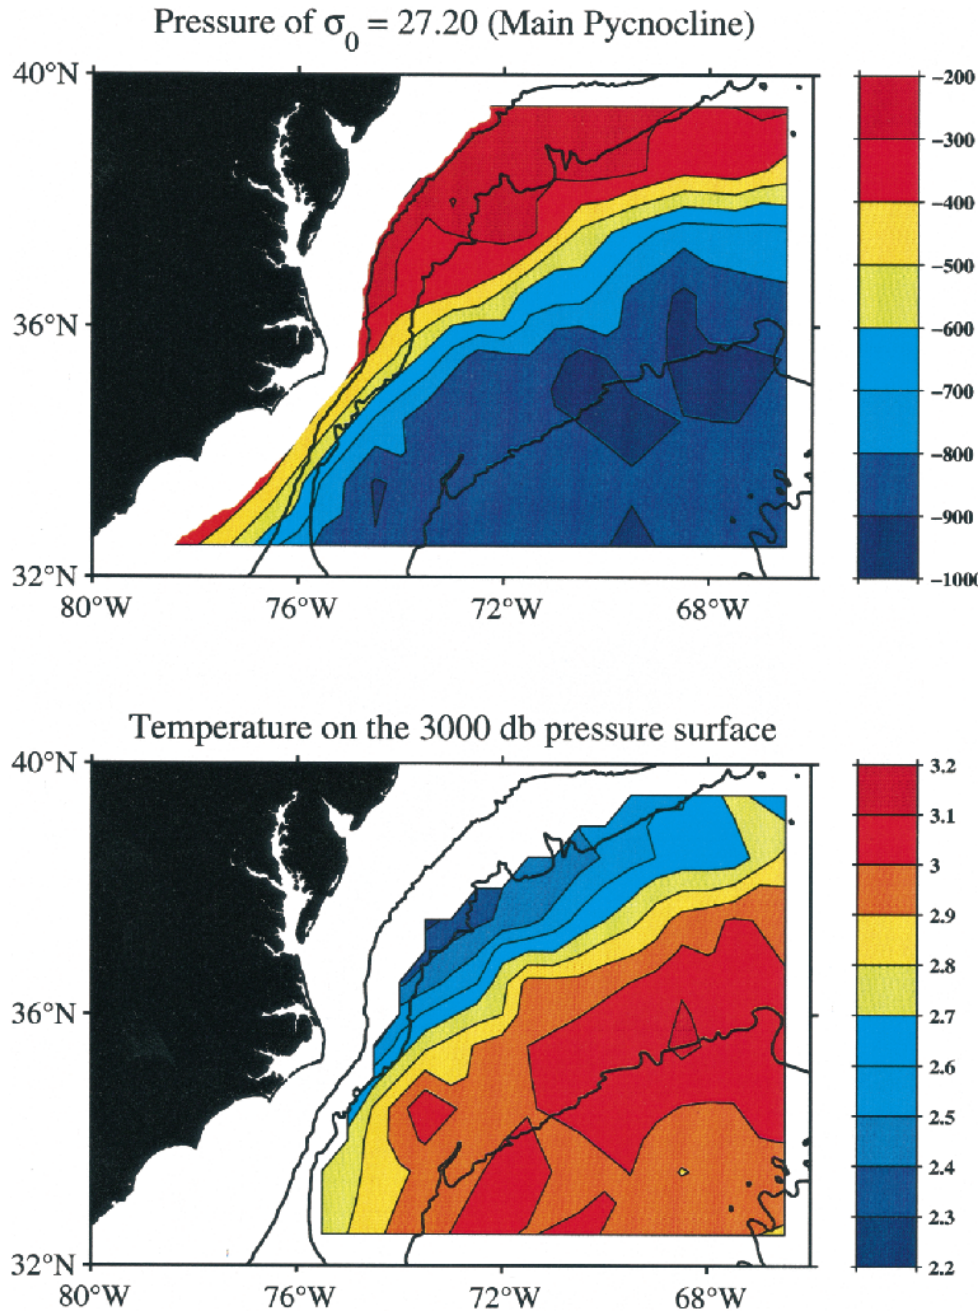 Pressure of σ0 = 27.20 (Main Pycnocline)
40°N
36°N
32°N
80°W
76°W
72°W
68°W
−200
−300
−400
−500
−600
−700
−800
−900
−1000
Temperature on the 3000 db pressure surface
40°N
36°N
32°N
80°W
76°W
72°W
68°W
3.2
3.1
3
2.9
2.8
2.7
2.6
2.5
2.4
2.3
2.2